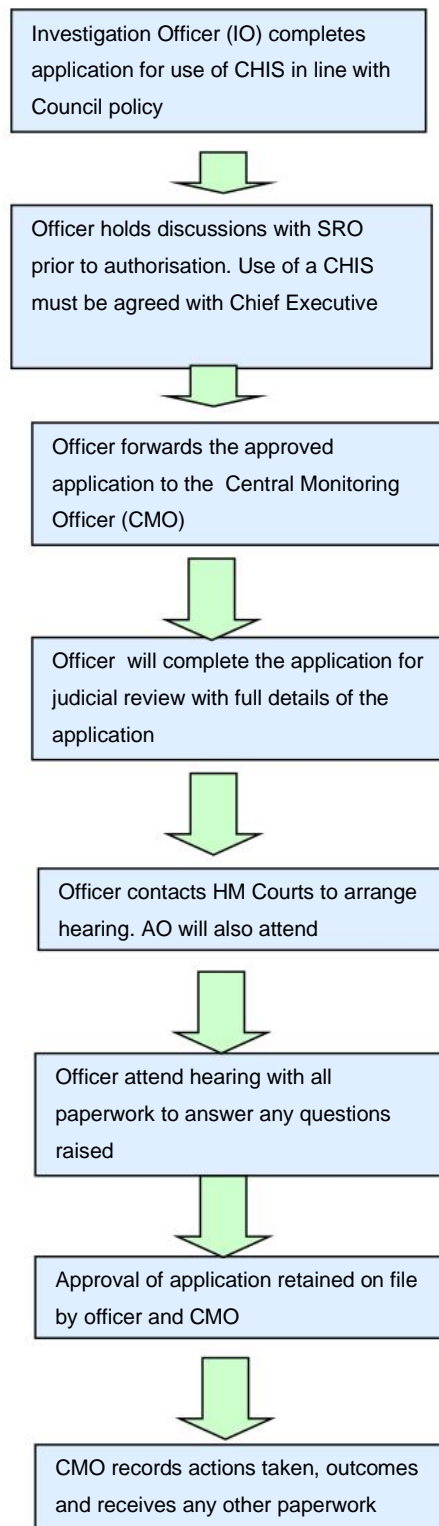 Investigation Officer (IO) completes
application for use of CHIS in line with
Council policy
Officer holds discussions with SRO
prior to authorisation. Use of a CHIS
must be agreed with Chief Executive
Officer forwards the approved
application to the Central Monitoring
Officer (CMO)
Officer will complete the application for
judicial review with full details of the
application
Officer contacts HM Courts to arrange
hearing. AO will also attend
Officer attend hearing with all
paperwork to answer any questions
raised
Approval of application retained on file
by officer and CMO
CMO records actions taken, outcomes
and receives any other paperwork